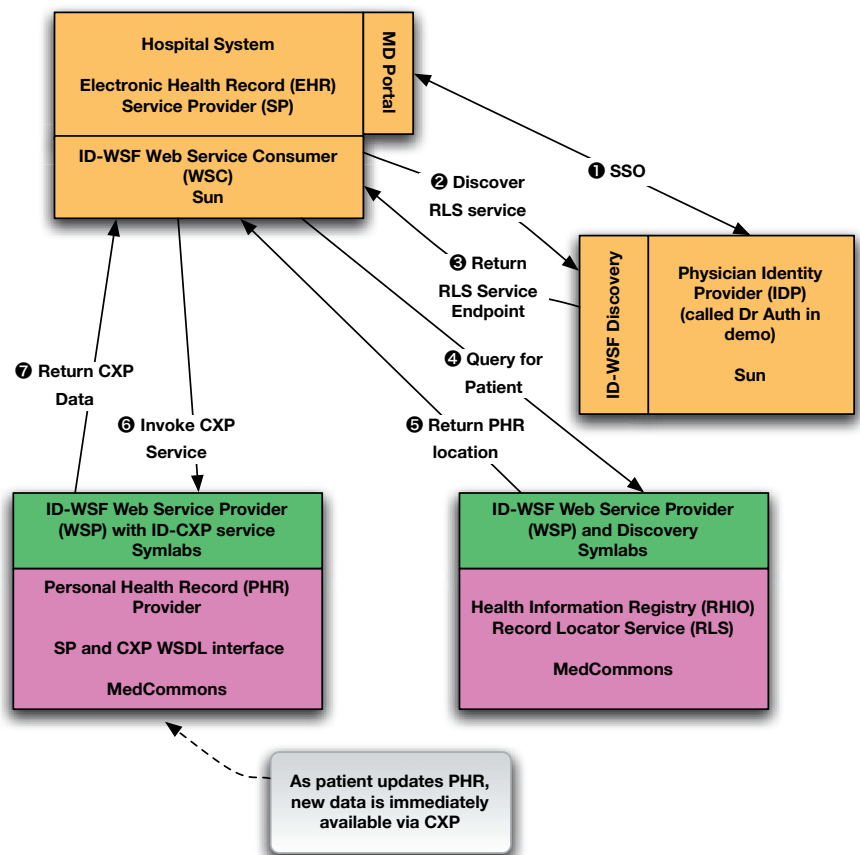 Hospital System
Electronic Health Record (EHR)
Service Provider (SP)
MD Portal
ID-WSF Web Service Consumer
(WSC)
Sun
❶ SSO
❷ Discover
RLS service
❸ Return
RLS Service
Endpoint
ID-WSF Discovery
Physician Identity
Provider (IDP)
(called Dr Auth in
demo)
Sun
❹ Query for
Patient
❼ Return CXP
Data
❻ Invoke CXP
Service
❺ Return PHR
location
ID-WSF Web Service Provider
(WSP) with ID-CXP service
Symlabs
Personal Health Record (PHR)
Provider
SP and CXP WSDL interface
MedCommons
ID-WSF Web Service Provider
(WSP) and Discovery
Symlabs
Health Information Registry (RHIO)
Record Locator Service (RLS)
MedCommons
As patient updates PHR,
new data is immediately
available via CXP